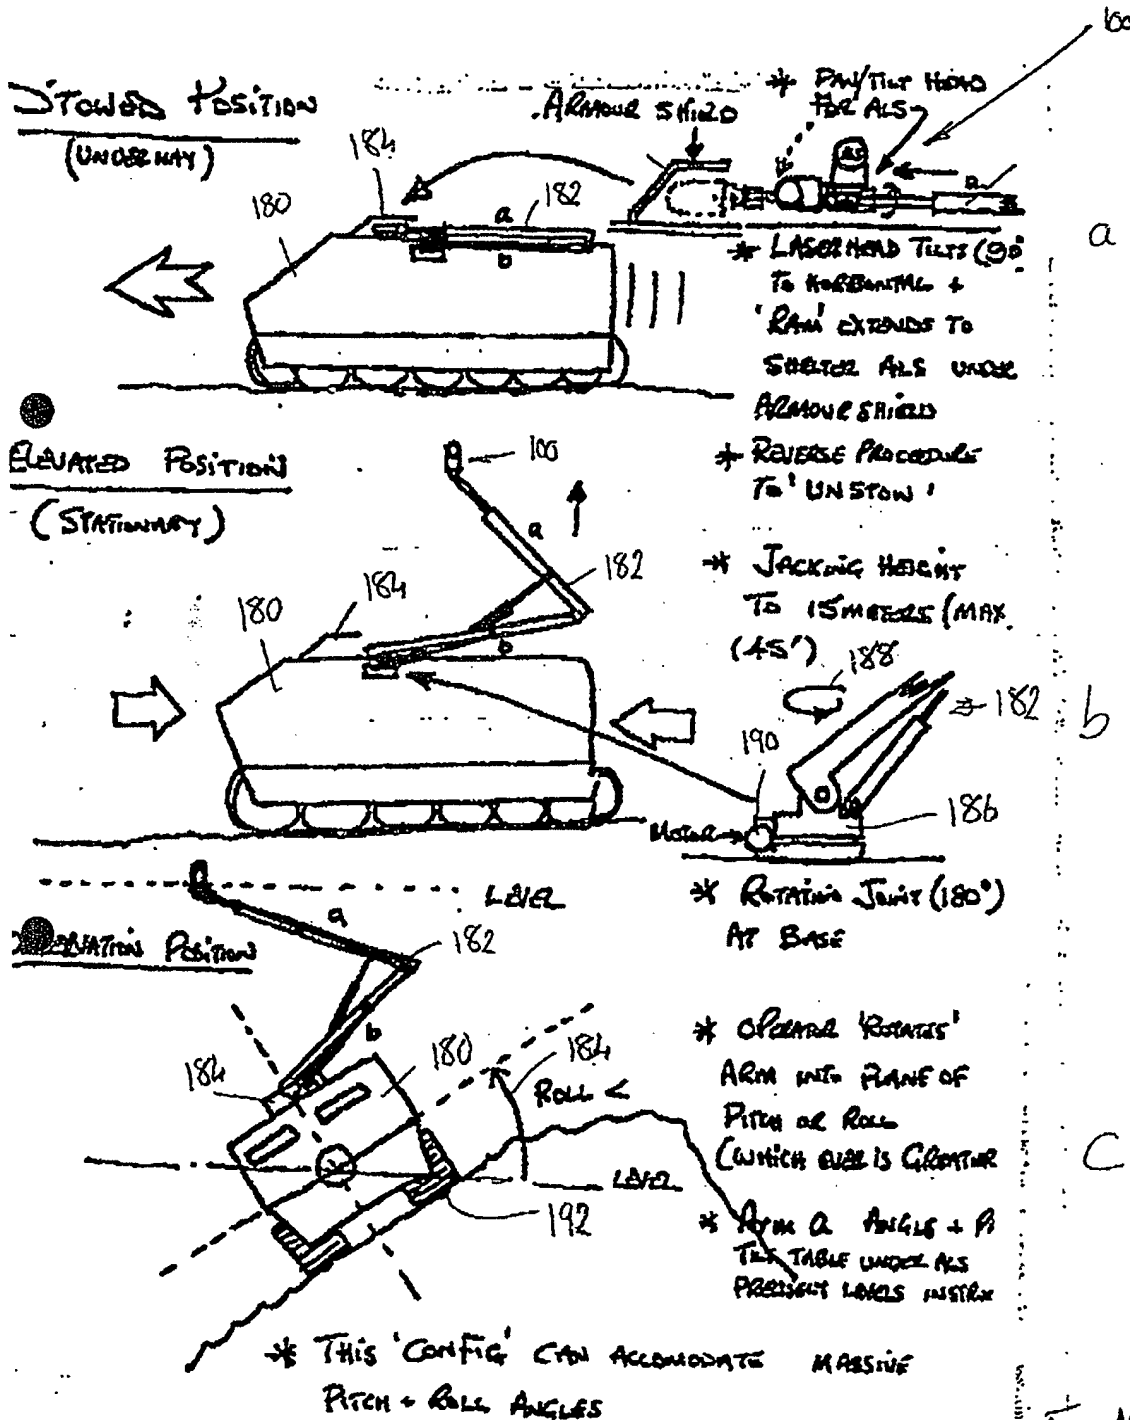 100
STOWED POSITION
(UNDERWAY)
ARMOUR SHIELD
* PAN/TILT HEAD
FOR ALS
184
180
182
a
b
a
a
* LASERHEAD TILTS (90°
TO HORIZONTAL +
'RAM' EXTENDS TO
SHELTER ALS UNDER
ARMOUR SHIELD
* REVERSE PROCEDURE
TO 'UNSTOW'
ELEVATED POSITION
(STATIONARY)
100
a
182
184
180
b
* JACKING HEIGHT
TO 15 METERS (MAX.
(45')
188
182
b
190
MOTOR
186
* ROTATING JOINT (180°)
AT BASE
LEVEL
a
182
POSITION
b
180
184
184
ROLL <
LEVEL
192
* OPERATOR 'ROTATES'
ARM INTO PLANE OF
PITCH OR ROLL
(WHICH EVER IS GREATER
c
* ARM a ANGLE +
TILT TABLE UNDER ALS
LEVELS
* THIS 'CONFIG' CAN ACCOMODATE MASSIVE
PITCH + ROLL ANGLES